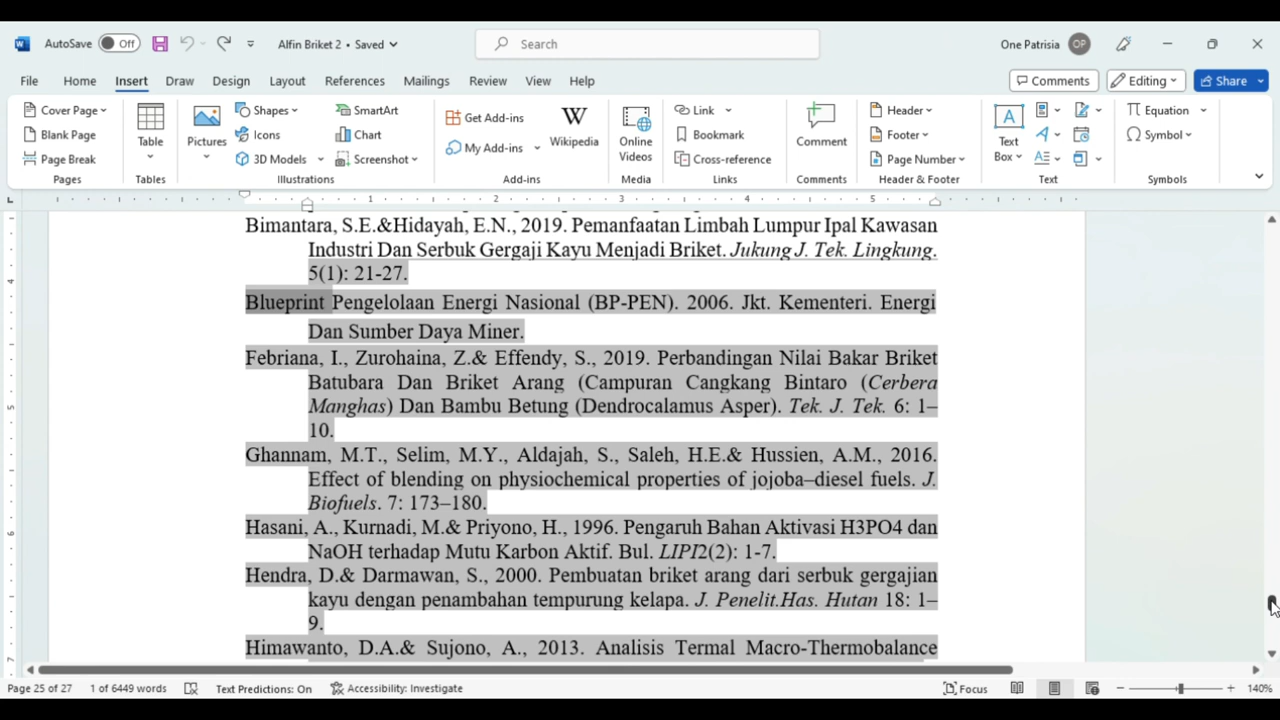 AutoSave Off Alfin Briket 2 • Saved Search One Patrisia OP
File Home Insert Draw Design Layout References Mailings Review View Help Comments Editing Share
Cover Page
Blank Page
Page Break
Pages
Table
Tables
Pictures
Shapes
Icons
3D Models
SmartArt
Chart
Screenshot
Illustrations
Get Add-ins
My Add-ins
Wikipedia
Add-ins
Online
Videos
Media
Link
Bookmark
Cross-reference
Links
Comment
Comments
Header
Footer
Page Number
Header & Footer
Text
Box
Text
Equation
Symbol
Symbols
1 2 3 4 5
Bimantara, S.E.&Hidayah, E.N., 2019. Pemanfaatan Limbah Lumpur Ipal Kawasan
Industri Dan Serbuk Gergaji Kayu Menjadi Briket. Jukung J. Tek. Lingkung.
5(1): 21-27.
Blueprint Pengelolaan Energi Nasional (BP-PEN). 2006. Jkt. Kementeri. Energi
Dan Sumber Daya Miner.
Febriana, I., Zurohaina, Z.& Effendy, S., 2019. Perbandingan Nilai Bakar Briket
Batubara Dan Briket Arang (Campuran Cangkang Bintaro (Cerbera
Manghas) Dan Bambu Betung (Dendrocalamus Asper). Tek. J. Tek. 6: 1–
10.
Ghannam, M.T., Selim, M.Y., Aldajah, S., Saleh, H.E.& Hussien, A.M., 2016.
Effect of blending on physiochemical properties of jojoba–diesel fuels. J.
Biofuels. 7: 173–180.
Hasani, A., Kurnadi, M.& Priyono, H., 1996. Pengaruh Bahan Aktivasi H3PO4 dan
NaOH terhadap Mutu Karbon Aktif. Bul. LIPI2(2): 1-7.
Hendra, D.& Darmawan, S., 2000. Pembuatan briket arang dari serbuk gergajian
kayu dengan penambahan tempurung kelapa. J. Penelit.Has. Hutan 18: 1–
9.
Himawanto, D.A.& Sujono, A., 2013. Analisis Termal Macro-Thermobalance
Page 25 of 27 1 of 6449 words Text Predictions: On Accessibility: Investigate Focus 140%